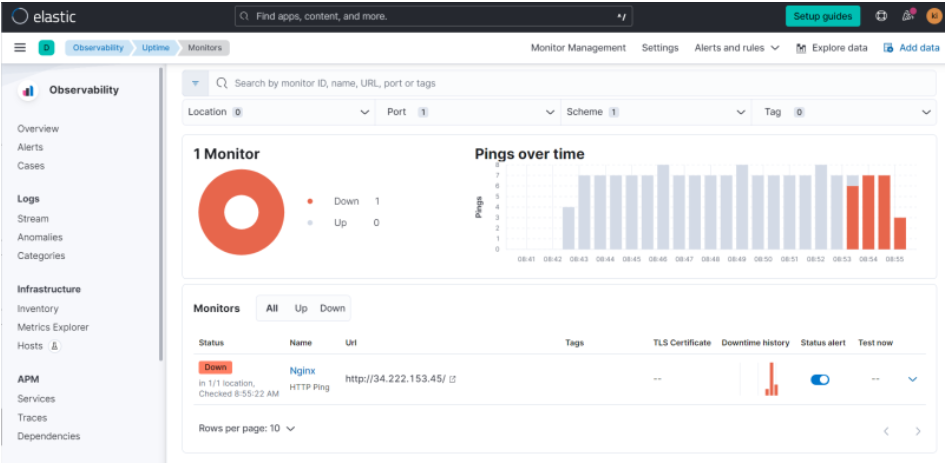 elastic
Find apps, content, and more.
*/
Setup guides
ki
D
Observability
Uptime
Monitors
Monitor Management
Settings
Alerts and rules
Explore data
Add data
Observability
Overview
Alerts
Cases
Logs
Stream
Anomalies
Categories
Infrastructure
Inventory
Metrics Explorer
Hosts
APM
Services
Traces
Dependencies
Search by monitor ID, name, URL, port or tags
Location 0
Port 1
Scheme 1
Tag 0
1 Monitor
Down 1
Up 0
Pings over time
Pings
8
7
6
5
4
3
2
1
0
08:41 08:42 08:43 08:44 08:45 08:46 08:47 08:48 08:49 08:50 08:51 08:52 08:53 08:54 08:55
Monitors
All Up Down
Status Name Url Tags TLS Certificate Downtime history Status alert Test now
Down
in 1/1 location,
Checked 8:55:22 AM
Nginx
HTTP Ping
http://34.222.153.45/
--
--
Rows per page: 10